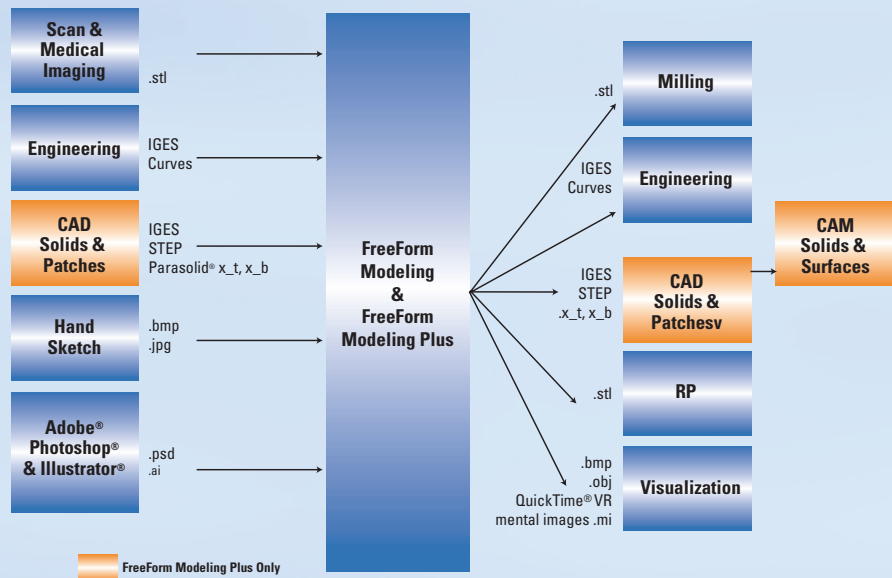 Scan &
Medical
Imaging
.stl
Engineering
IGES
Curves
CAD
Solids &
Patches
IGES
STEP
Parasolid® x_t, x_b
Hand
Sketch
.bmp
.jpg
Adobe®
Photoshop®
& Illustrator®
.psd
.ai
FreeForm
Modeling
&
FreeForm
Modeling Plus
.stl
Milling
IGES
Curves
Engineering
IGES
STEP
.x_t, x_b
CAD
Solids &
Patchesv
CAM
Solids &
Surfaces
.stl
RP
.bmp
.obj
QuickTime® VR
mental images .mi
Visualization
FreeForm Modeling Plus Only